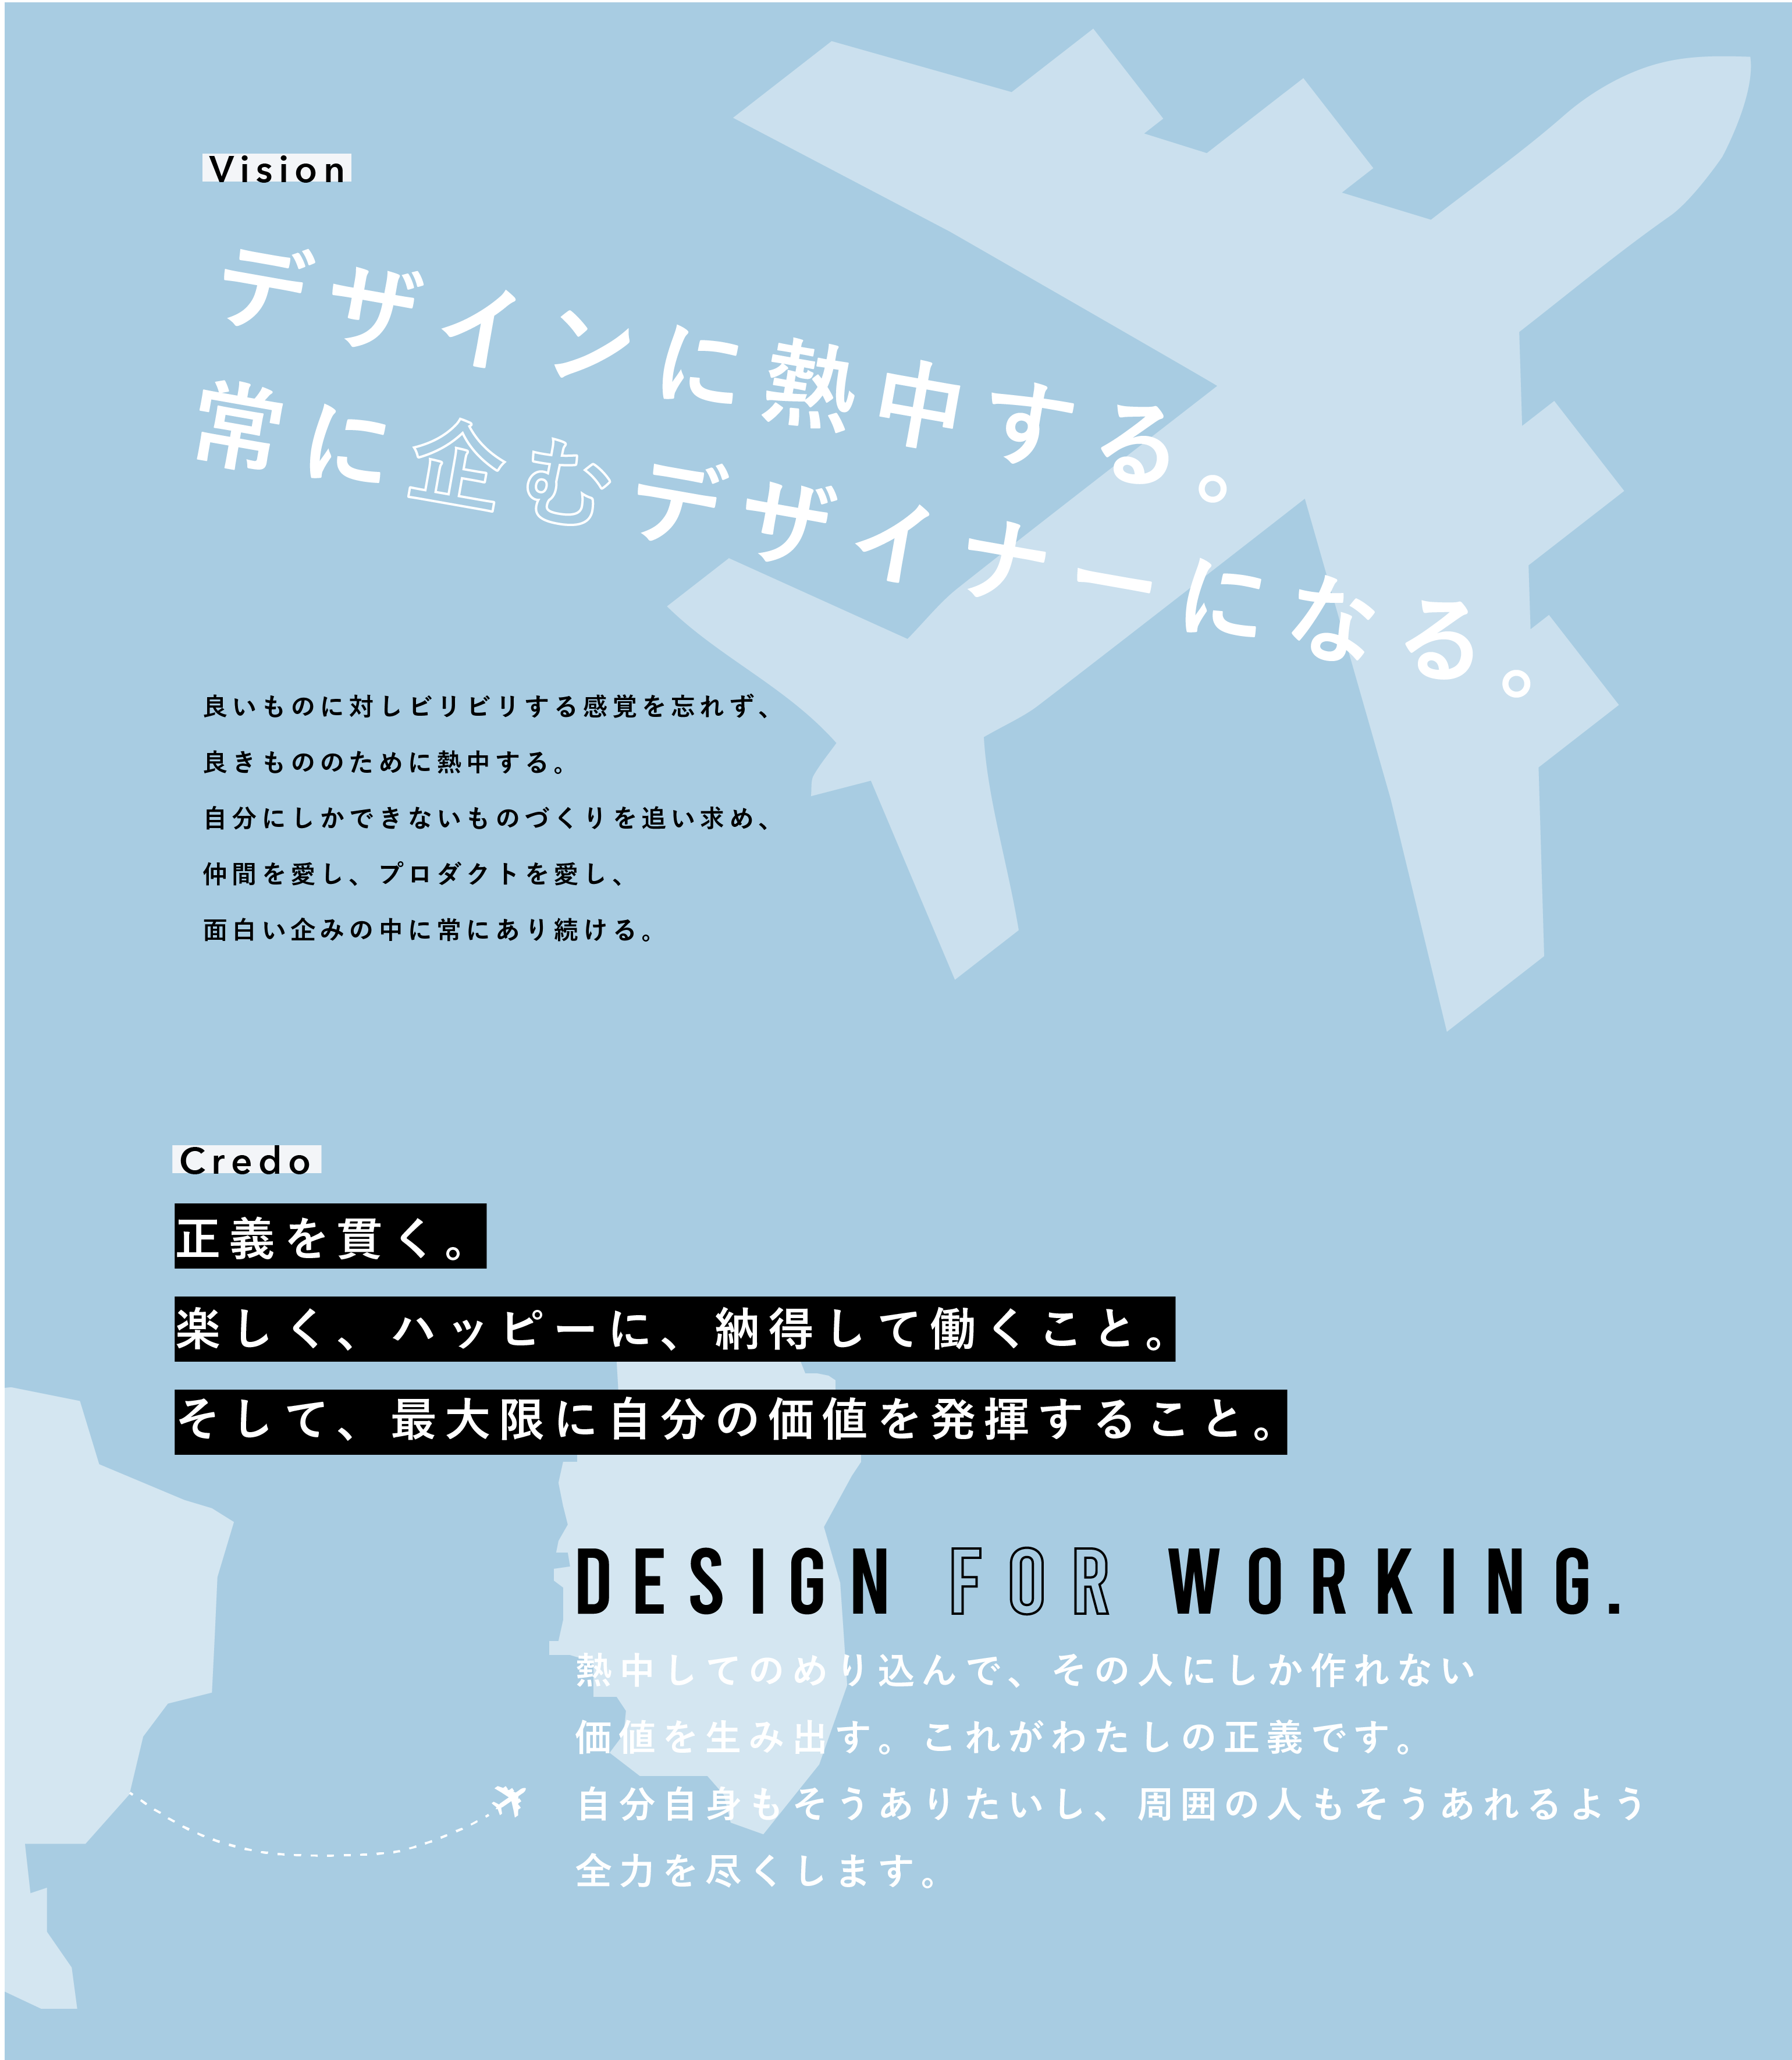 Vision
デザインに熱中する。
常に企むデザイナーになる。
良いものに対しビリビリする感覚を忘れず、
良きもののために熱中する。
自分にしかできないものづくりを追い求め、
仲間を愛し、プロダクトを愛し、
面白い企みの中に常にあり続ける。
Credo
正義を貫く。
楽しく、ハッピーに、納得して働くこと。
そして、最大限に自分の価値を発揮すること。
DESIGN FOR WORKING.
熱中してのめり込んで、その人にしか作れない
価値を生み出す。これがわたしの正義です。
自分自身もそうありたいし、周囲の人もそうあれるよう
全力を尽くします。